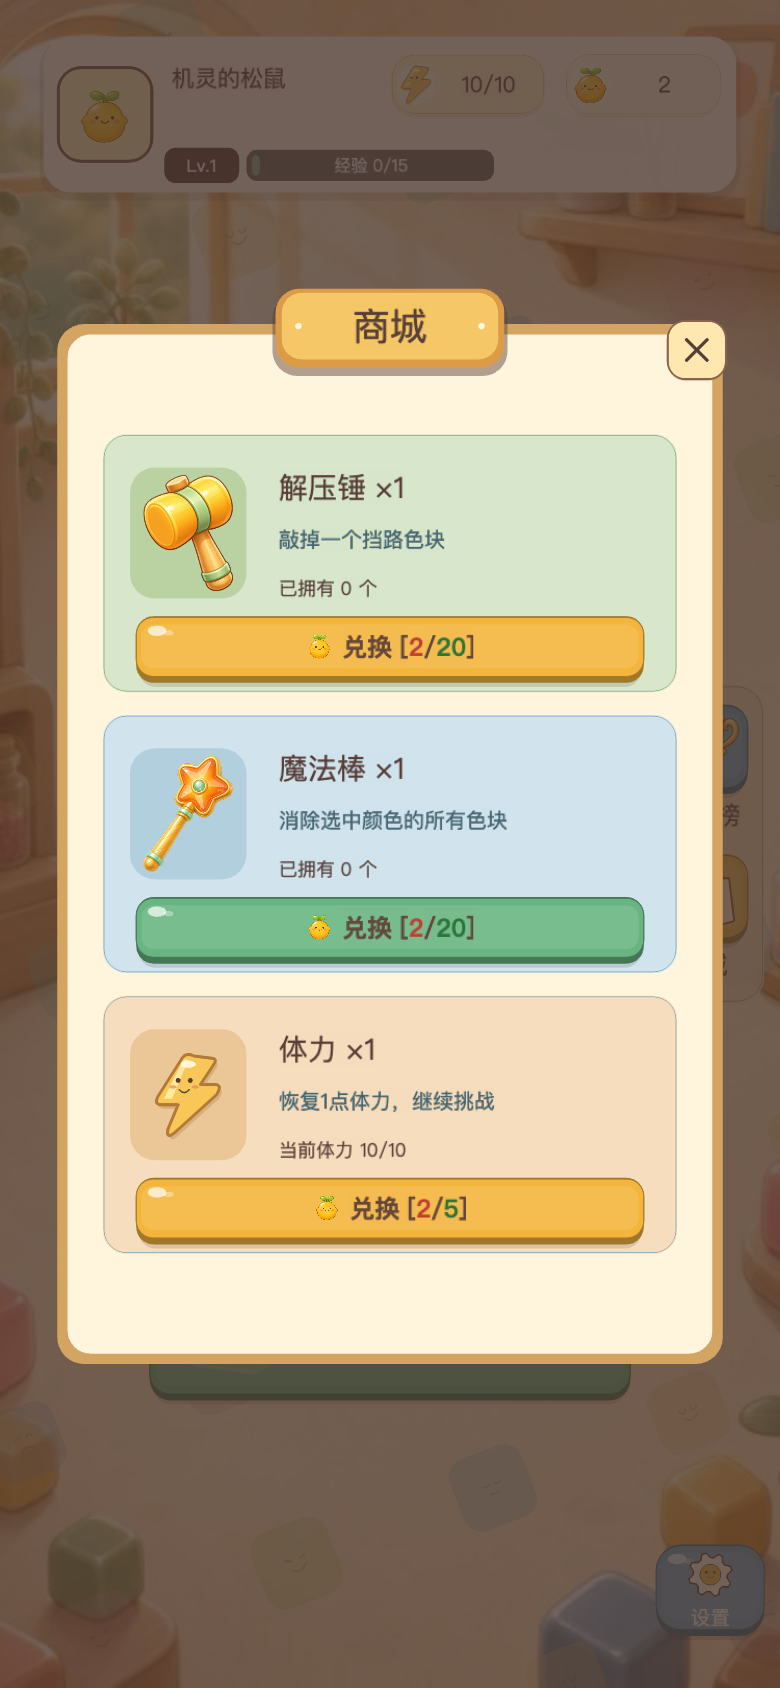 机灵的松鼠
10/10
2
Lv.1
经验 0/15
商城
解压锤 ×1
敲掉一个挡路色块
已拥有 0 个
兑换 [2/20]
魔法棒 ×1
消除选中颜色的所有色块
已拥有 0 个
兑换 [2/20]
榜
体力 ×1
恢复1点体力，继续挑战
当前体力 10/10
兑换 [2/5]
设置